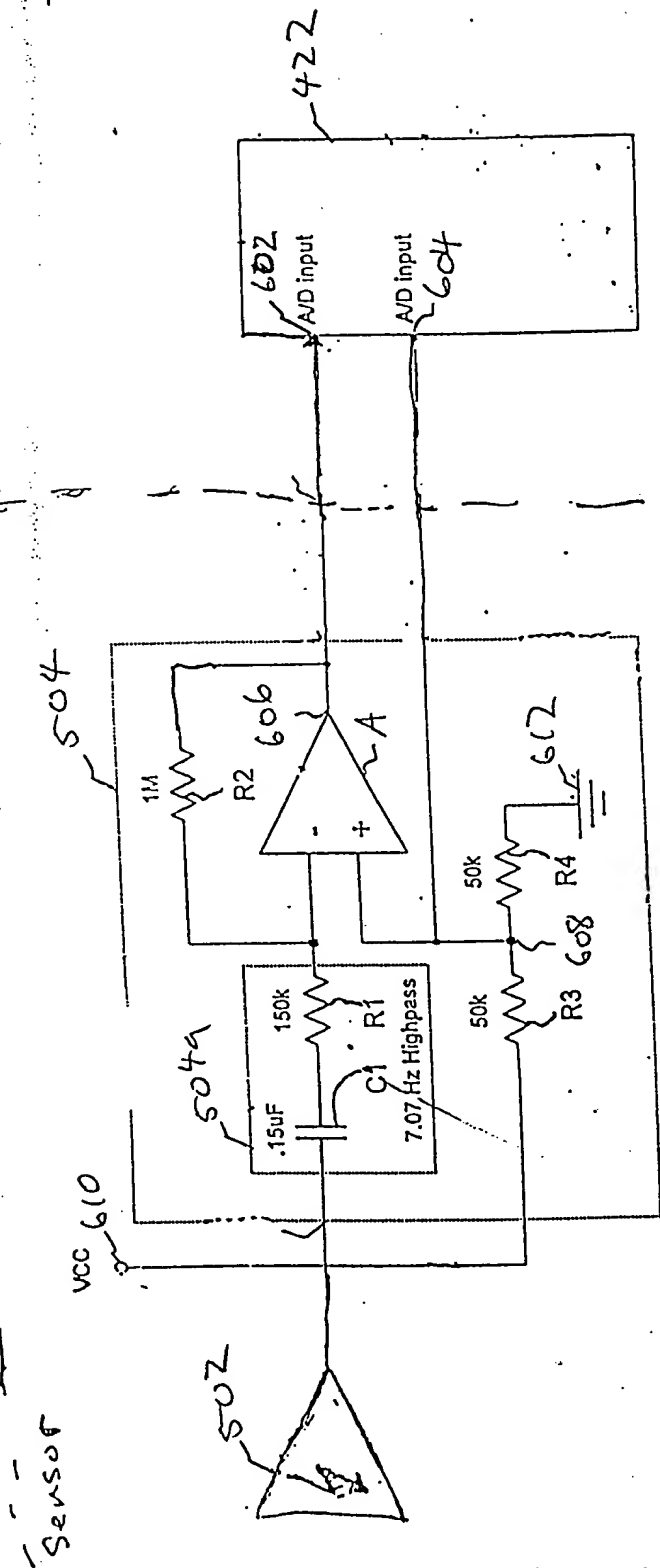 Sensor
VCC 610
502
504
504a
.15uF
C1
150k
R1
7.07 Hz Highpass
1M
R2
606
-
+
A
50k
R3
608
50k
R4
612
602
A/D input
A/D input
604
422